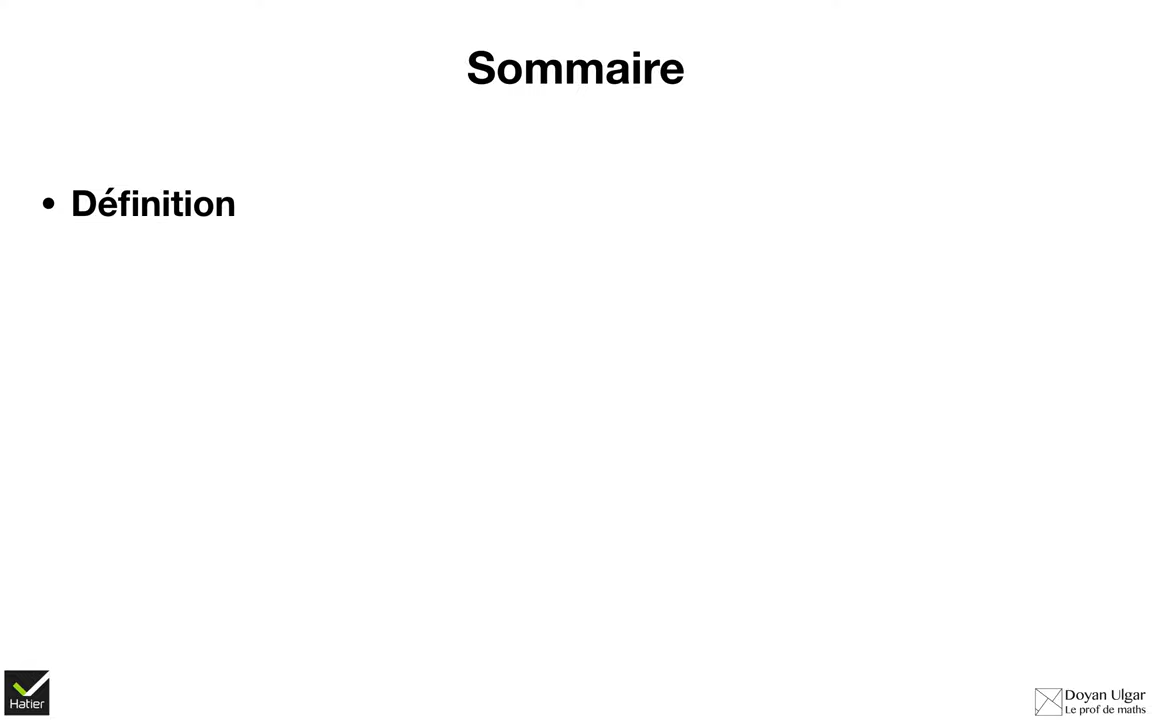 Sommaire
• Définition
Hatier
Doyan Ulgar
Le prof de maths